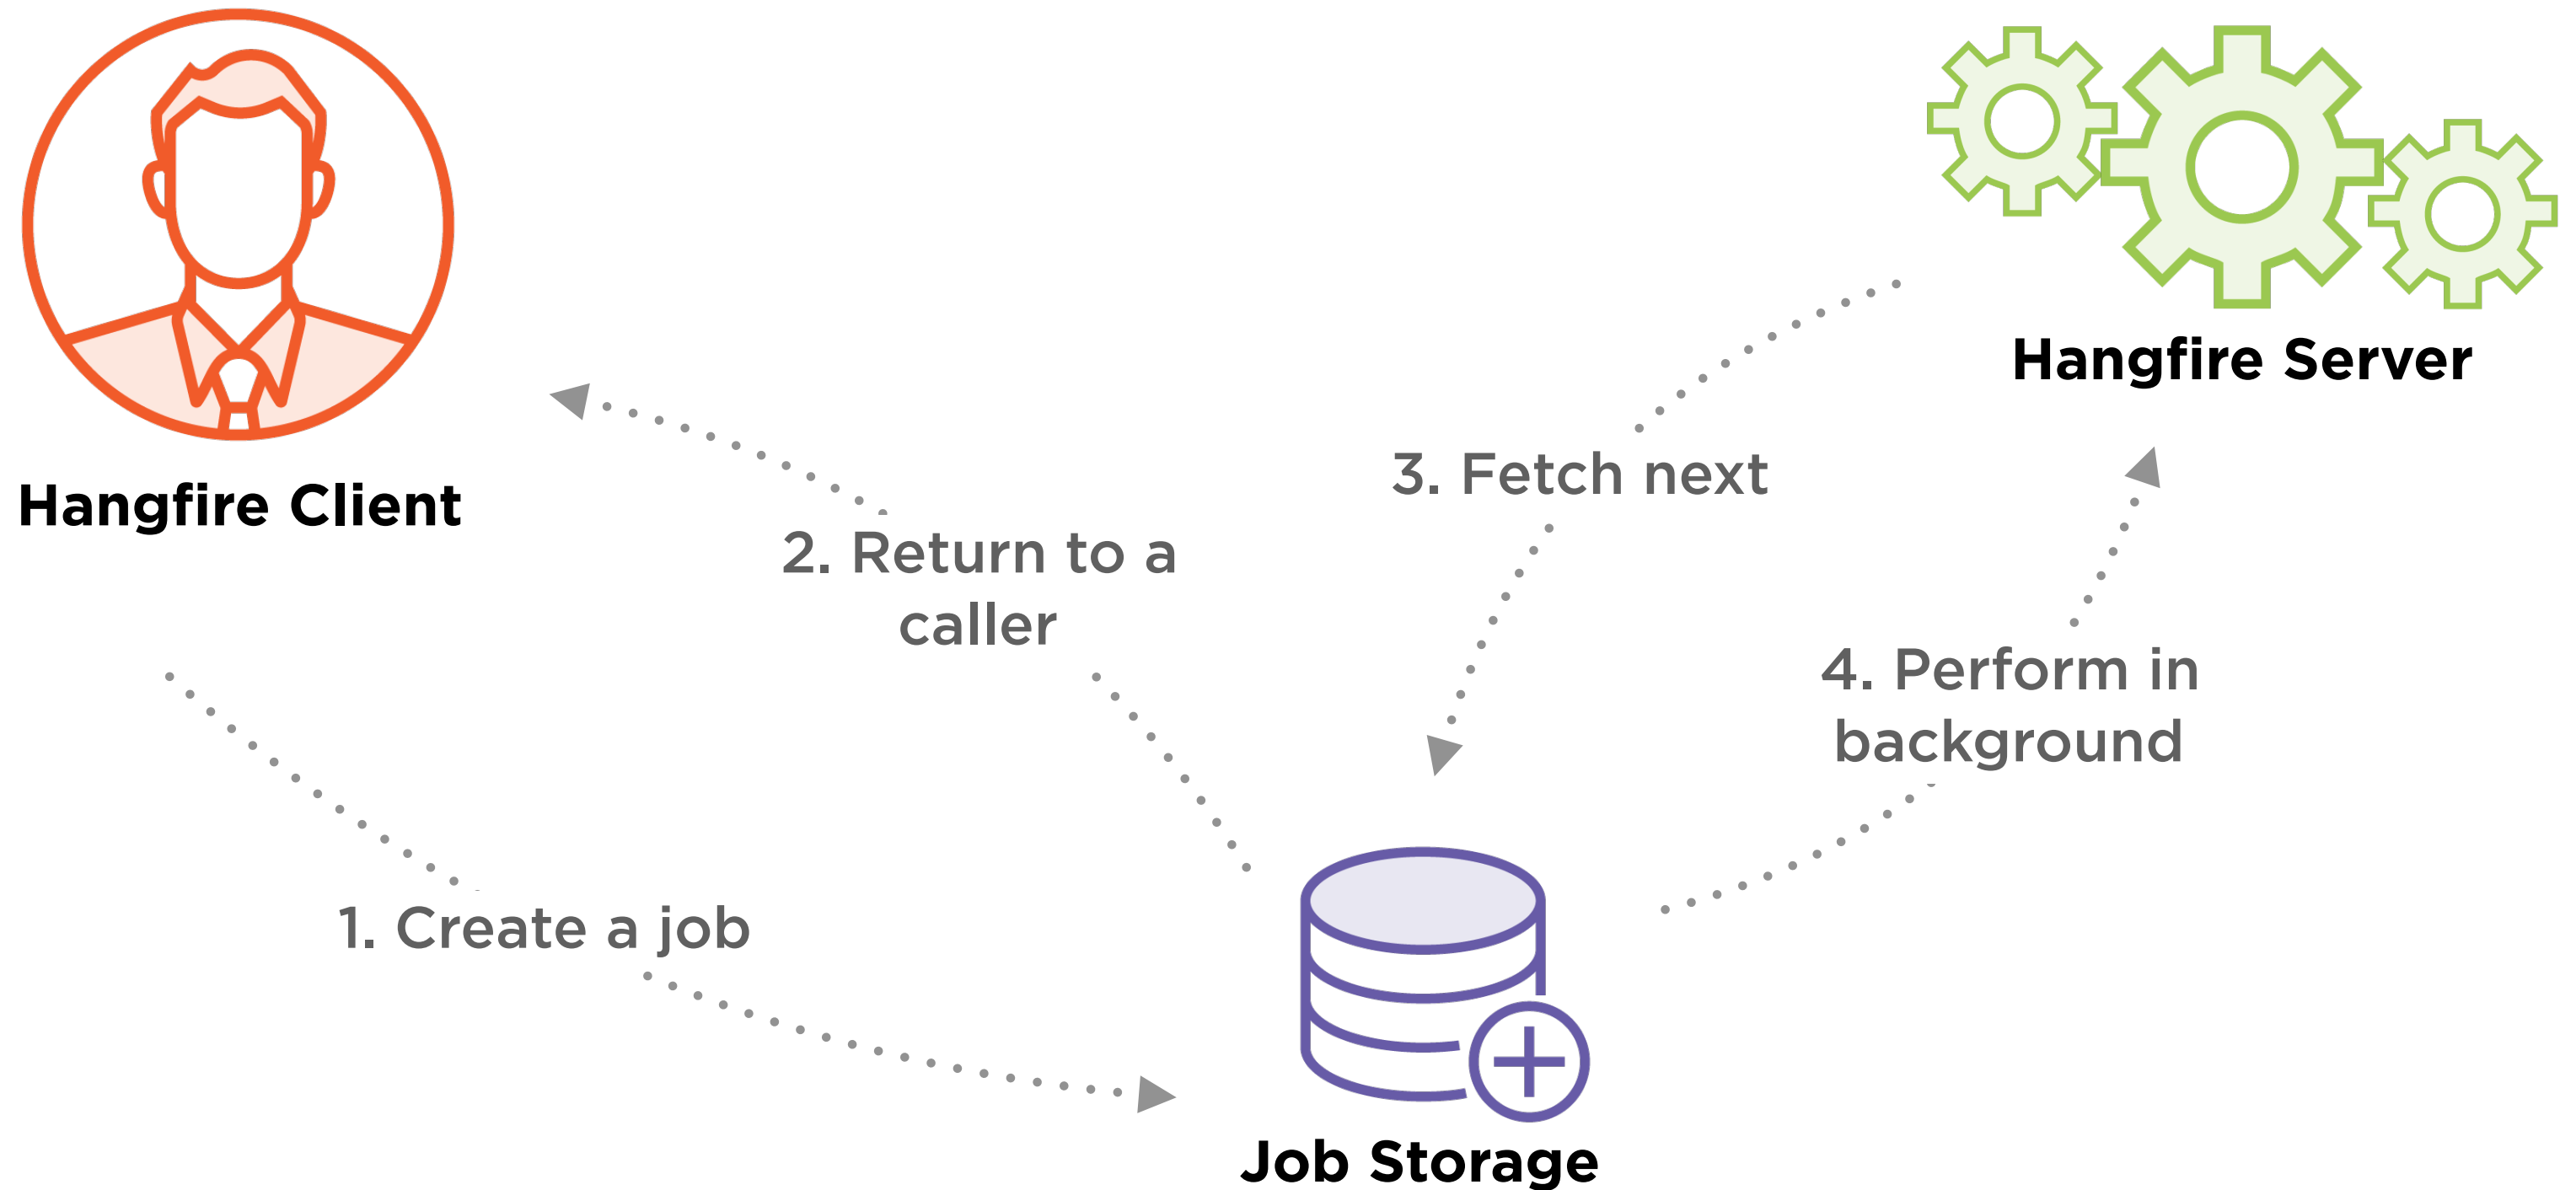 Hangfire Client
Hangfire Server
2. Return to a
caller
3. Fetch next
4. Perform in
background
1. Create a job
Job Storage